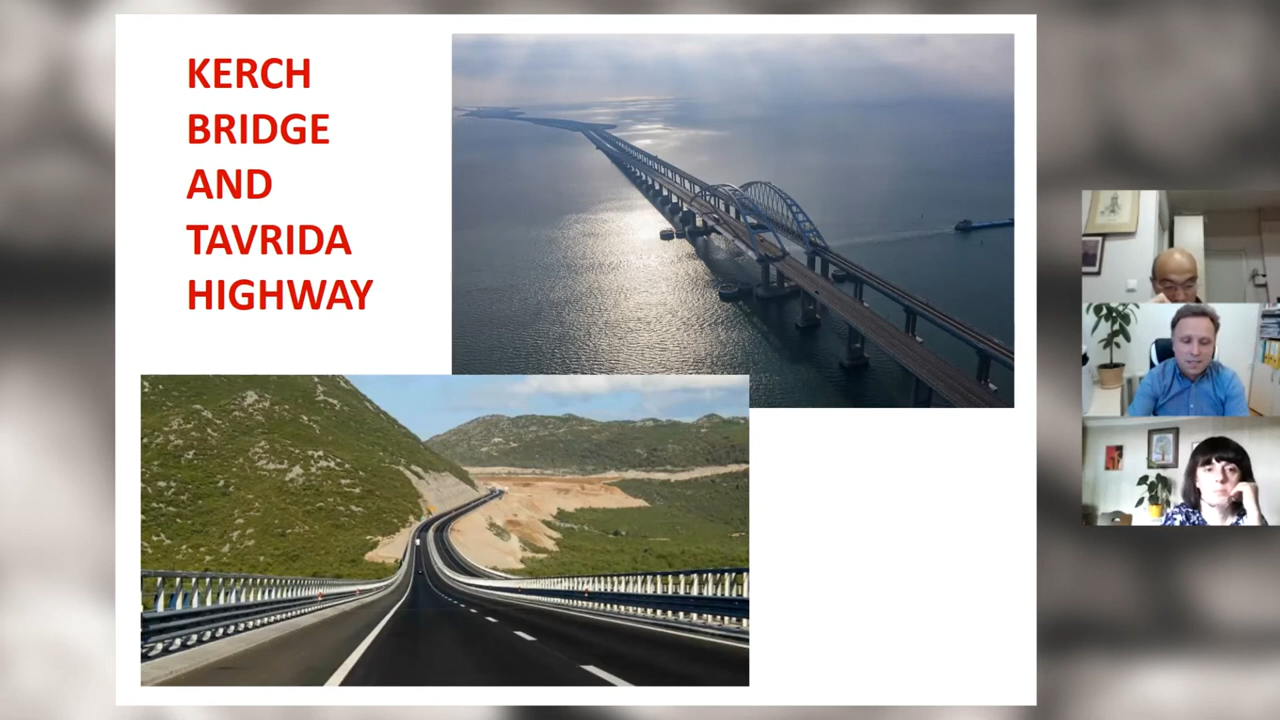 KERCH
BRIDGE
AND
TAVRIDA
HIGHWAY